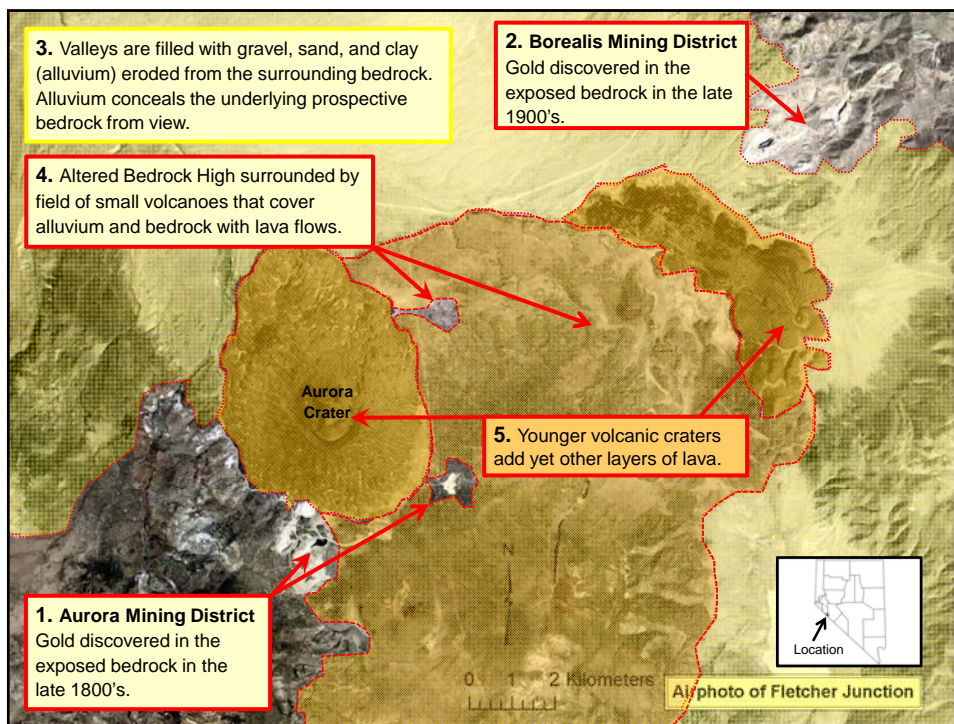 3. Valleys are filled with gravel, sand, and clay
(alluvium) eroded from the surrounding bedrock.
Alluvium conceals the underlying prospective
bedrock from view.
2. Borealis Mining District
Gold discovered in the
exposed bedrock in the late
1900's.
4. Altered Bedrock High surrounded by
field of small volcanoes that cover
alluvium and bedrock with lava flows.
Aurora
Crater
5. Younger volcanic craters
add yet other layers of lava.
1. Aurora Mining District
Gold discovered in the
exposed bedrock in the
late 1800's.
N
0 1 2 Kilometers
Location
Air photo of Fletcher Junction